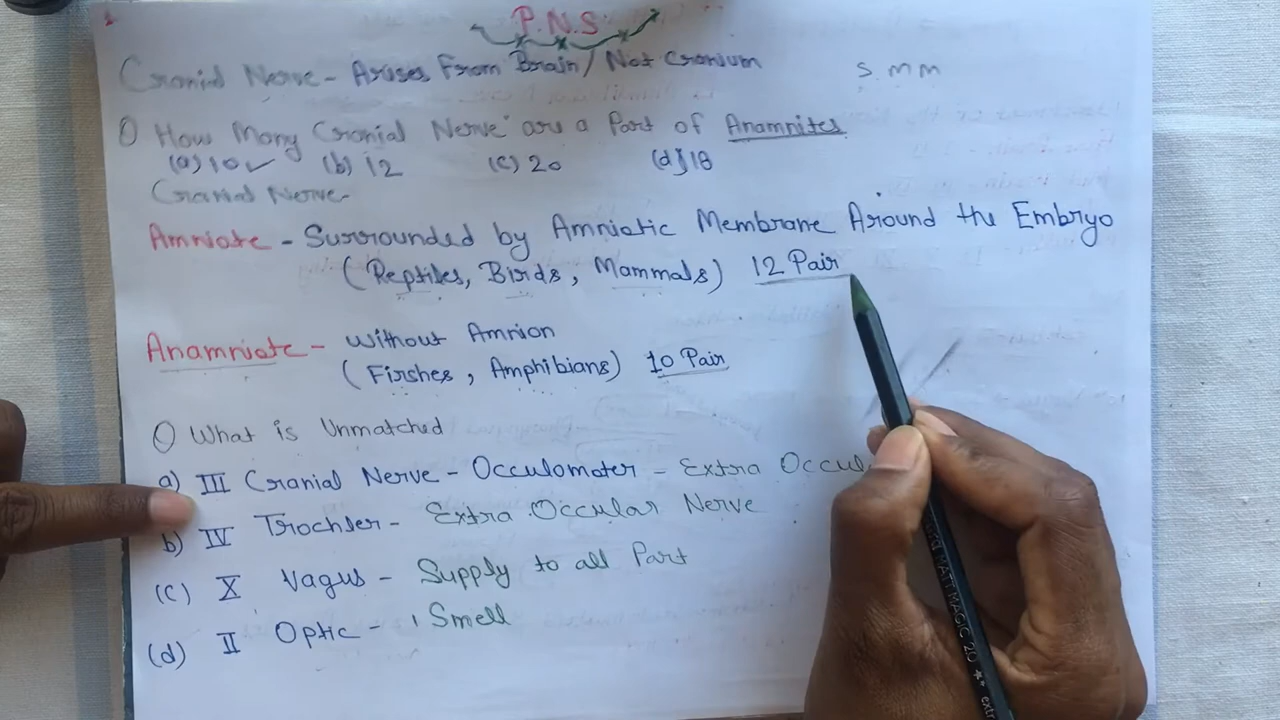 P.N.S
Cranial Nerve - Arises From Brain / Not Cranium
S. M M
How Many Cranial Nerve are a Part of Anamnites
(a) 10 ✓ (b) 12 (c) 20 (d) 18
Cranial Nerve
Amniote - Surrounded by Amniatic Membrane Around the Embryo
(Reptiles, Birds, Mammals) 12 Pair
Anamniote - Without Amnion
(Firshes, Amphibians) 10 Pair
What is Unmatched
a) III Cranial Nerve - Occulomoter - Extra Occul
b) IV Trochler - Extra Occular Nerve
(c) X Vagus - Supply to all Part
(d) II Optic - Smell